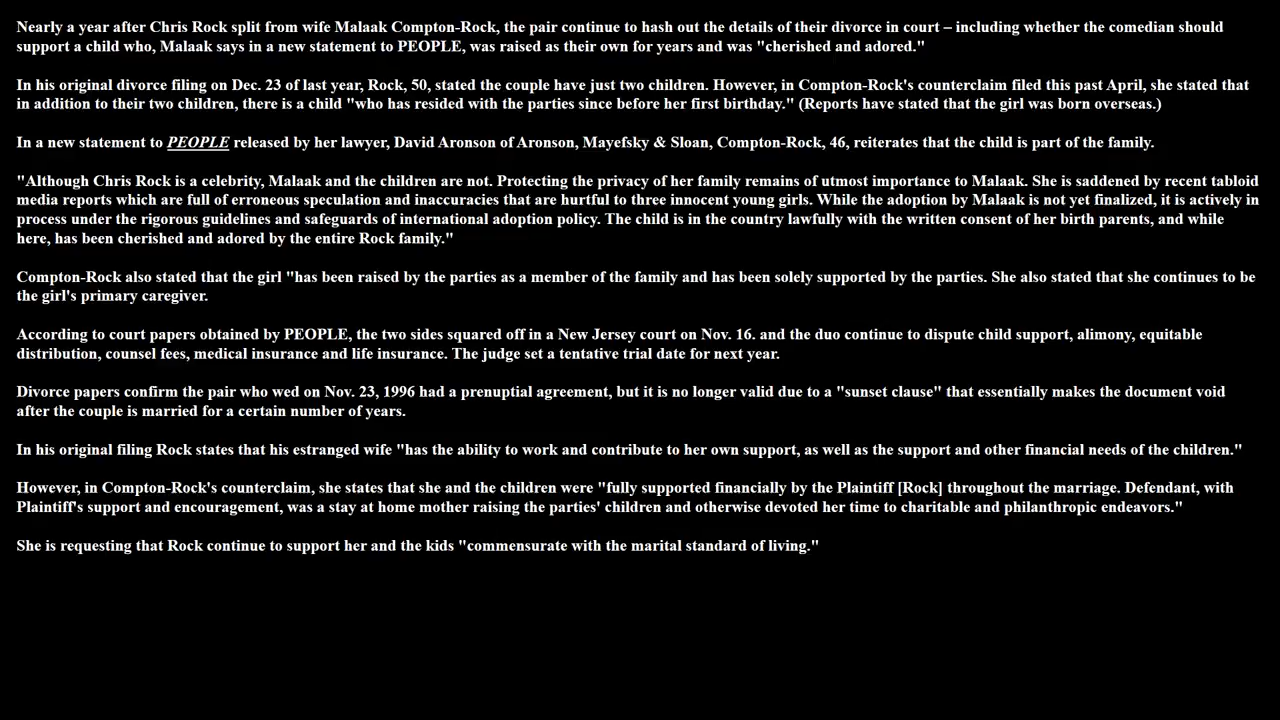 Nearly a year after Chris Rock split from wife Malaak Compton-Rock, the pair continue to hash out the details of their divorce in court – including whether the comedian should
support a child who, Malaak says in a new statement to PEOPLE, was raised as their own for years and was "cherished and adored."
In his original divorce filing on Dec. 23 of last year, Rock, 50, stated the couple have just two children. However, in Compton-Rock's counterclaim filed this past April, she stated that
in addition to their two children, there is a child "who has resided with the parties since before her first birthday." (Reports have stated that the girl was born overseas.)
In a new statement to PEOPLE released by her lawyer, David Aronson of Aronson, Mayefsky & Sloan, Compton-Rock, 46, reiterates that the child is part of the family.
"Although Chris Rock is a celebrity, Malaak and the children are not. Protecting the privacy of her family remains of utmost importance to Malaak. She is saddened by recent tabloid
media reports which are full of erroneous speculation and inaccuracies that are hurtful to three innocent young girls. While the adoption by Malaak is not yet finalized, it is actively in
process under the rigorous guidelines and safeguards of international adoption policy. The child is in the country lawfully with the written consent of her birth parents, and while
here, has been cherished and adored by the entire Rock family."
Compton-Rock also stated that the girl "has been raised by the parties as a member of the family and has been solely supported by the parties. She also stated that she continues to be
the girl's primary caregiver.
According to court papers obtained by PEOPLE, the two sides squared off in a New Jersey court on Nov. 16. and the duo continue to dispute child support, alimony, equitable
distribution, counsel fees, medical insurance and life insurance. The judge set a tentative trial date for next year.
Divorce papers confirm the pair who wed on Nov. 23, 1996 had a prenuptial agreement, but it is no longer valid due to a "sunset clause" that essentially makes the document void
after the couple is married for a certain number of years.
In his original filing Rock states that his estranged wife "has the ability to work and contribute to her own support, as well as the support and other financial needs of the children."
However, in Compton-Rock's counterclaim, she states that she and the children were "fully supported financially by the Plaintiff [Rock] throughout the marriage. Defendant, with
Plaintiff's support and encouragement, was a stay at home mother raising the parties' children and otherwise devoted her time to charitable and philanthropic endeavors."
She is requesting that Rock continue to support her and the kids "commensurate with the marital standard of living."